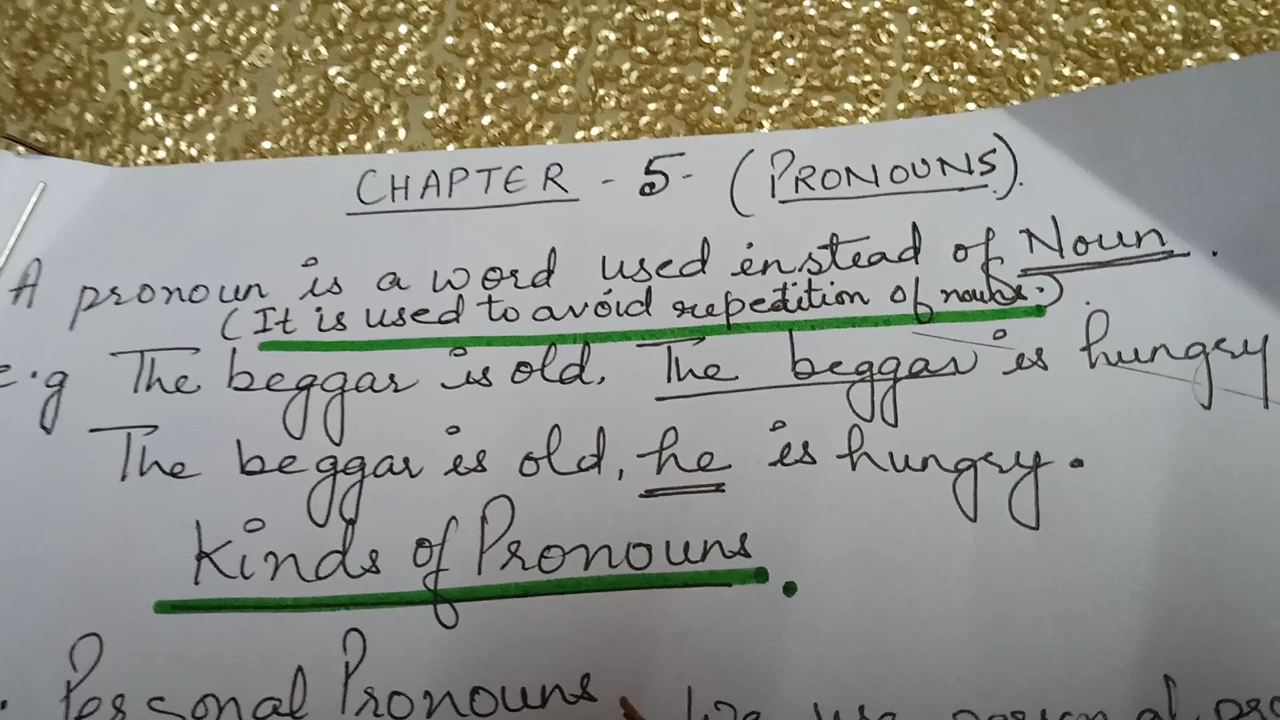 CHAPTER - 5 - (PRONOUNS).
A pronoun is a word used instead of Noun.
(It is used to avoid repedition of nouns.).
e.g The beggar is old. The beggar is hungry
The beggar is old, he is hungry.
Kinds of Pronouns.
Personal Pronouns